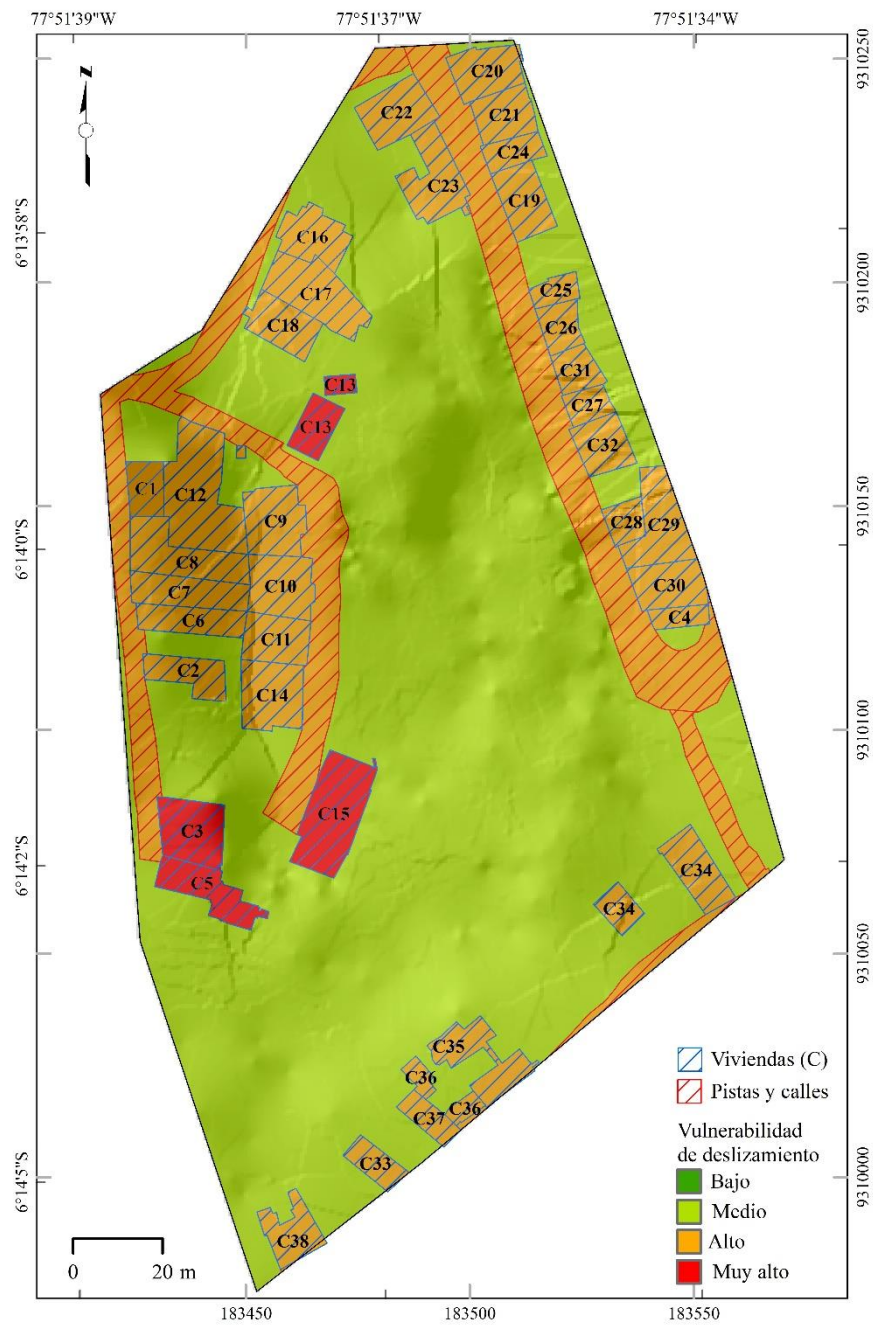 77°51'39"W 77°51'37"W 77°51'34"W
9310250
N
C20
C22
C21
C24
C23
C19
C16
6°13'58"S
C17
C25
9310200
C18
C26
C31
C13
C27
C13
C32
C1
C12
C9
C28
C29
9310150
6°14'0"S
C8
C10
C30
C7
C6
C11
C4
C2
C14
9310100
C15
C3
6°14'2"S
C5
C34
C34
9310050
C35
C36
C36
C37
C33
C38
Viviendas (C)
Pistas y calles
Vulnerabilidad
de deslizamiento
Bajo
Medio
Alto
Muy alto
6°14'5"S
9310000
0 20 m
183450 183500 183550